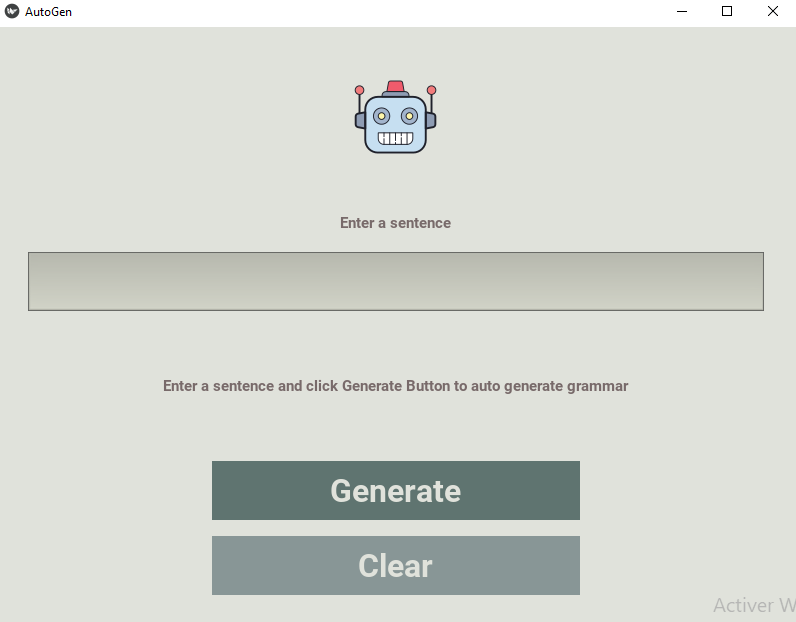 AutoGen
Enter a sentence
Enter a sentence and click Generate Button to auto generate grammar
Generate
Clear
Activer W